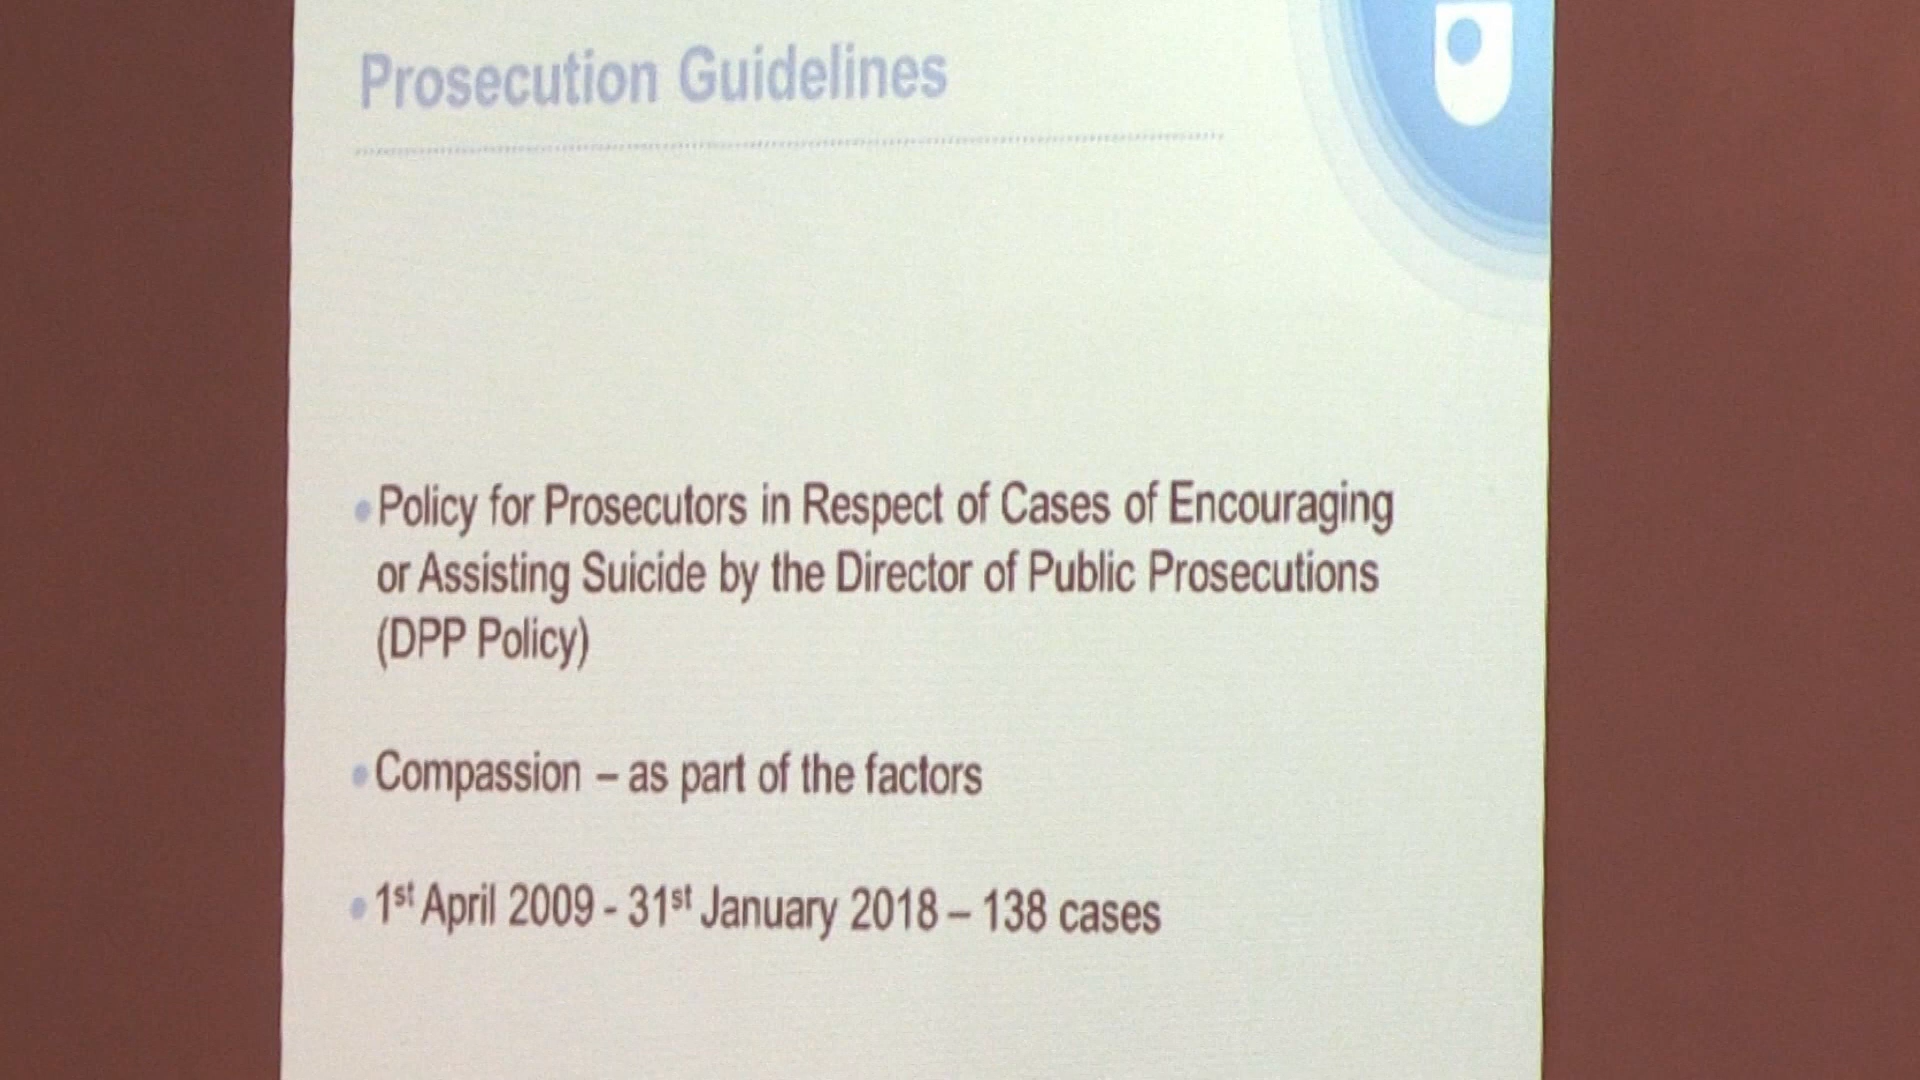 Prosecution Guidelines
•Policy for Prosecutors in Respect of Cases of Encouraging
or Assisting Suicide by the Director of Public Prosecutions
(DPP Policy)
•Compassion – as part of the factors
•1st April 2009 - 31st January 2018 – 138 cases